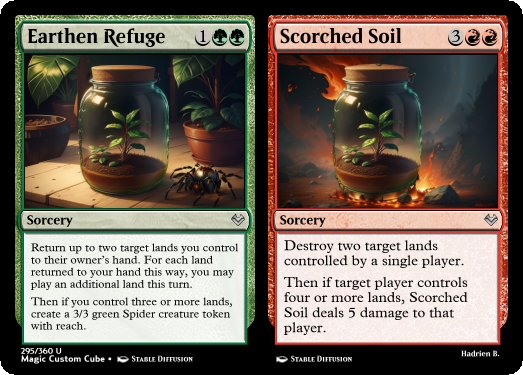 Earthen Refuge 1
Sorcery
Return up to two target lands you control
to their owner's hand. For each land
returned to your hand this way, you may
play an additional land this turn.
Then if you control three or more lands,
create a 3/3 green Spider creature token
with reach.
295/360 U
Magic Custom Cube • Stable Diffusion
Scorched Soil 3
Sorcery
Destroy two target lands
controlled by a single player.
Then if target player controls
four or more lands, Scorched
Soil deals 5 damage to that
player.
Stable Diffusion
Hadrien B.